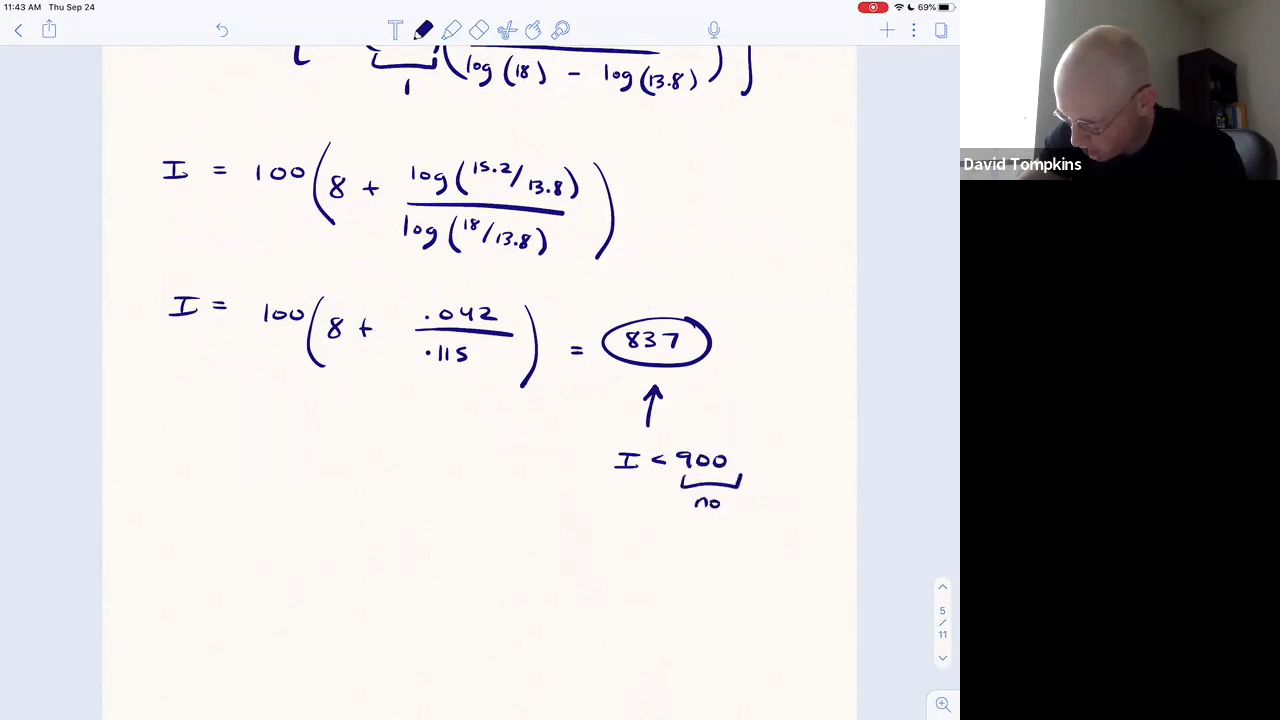 11:43 AM Thu Sep 24
69%
T
[ 1 ( log(18) - log(13.8) ) ]
I = 100 ( 8 + log(15.2/13.8) / log(18/13.8) )
I = 100 ( 8 + .042 / .115 ) = 837
I < 900
no
5
/
11
David Tompkins